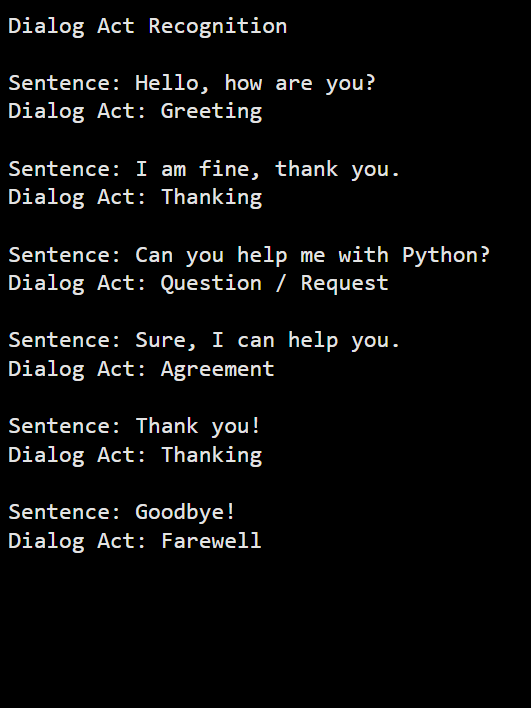 Dialog Act Recognition
Sentence: Hello, how are you?
Dialog Act: Greeting
Sentence: I am fine, thank you.
Dialog Act: Thanking
Sentence: Can you help me with Python?
Dialog Act: Question / Request
Sentence: Sure, I can help you.
Dialog Act: Agreement
Sentence: Thank you!
Dialog Act: Thanking
Sentence: Goodbye!
Dialog Act: Farewell